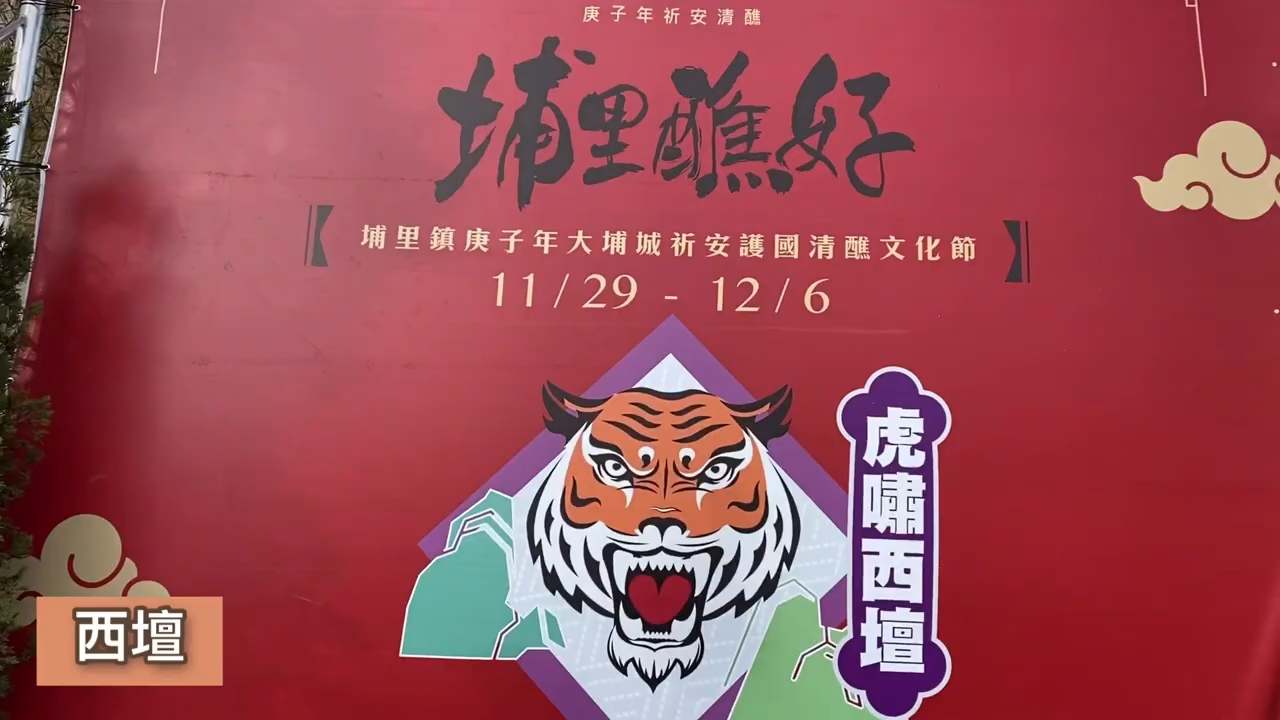 庚子年祈安清醮
埔里醮好
【埔里鎮庚子年大埔城祈安護國清醮文化節】
11/29 - 12/6
虎嘯西壇
西壇